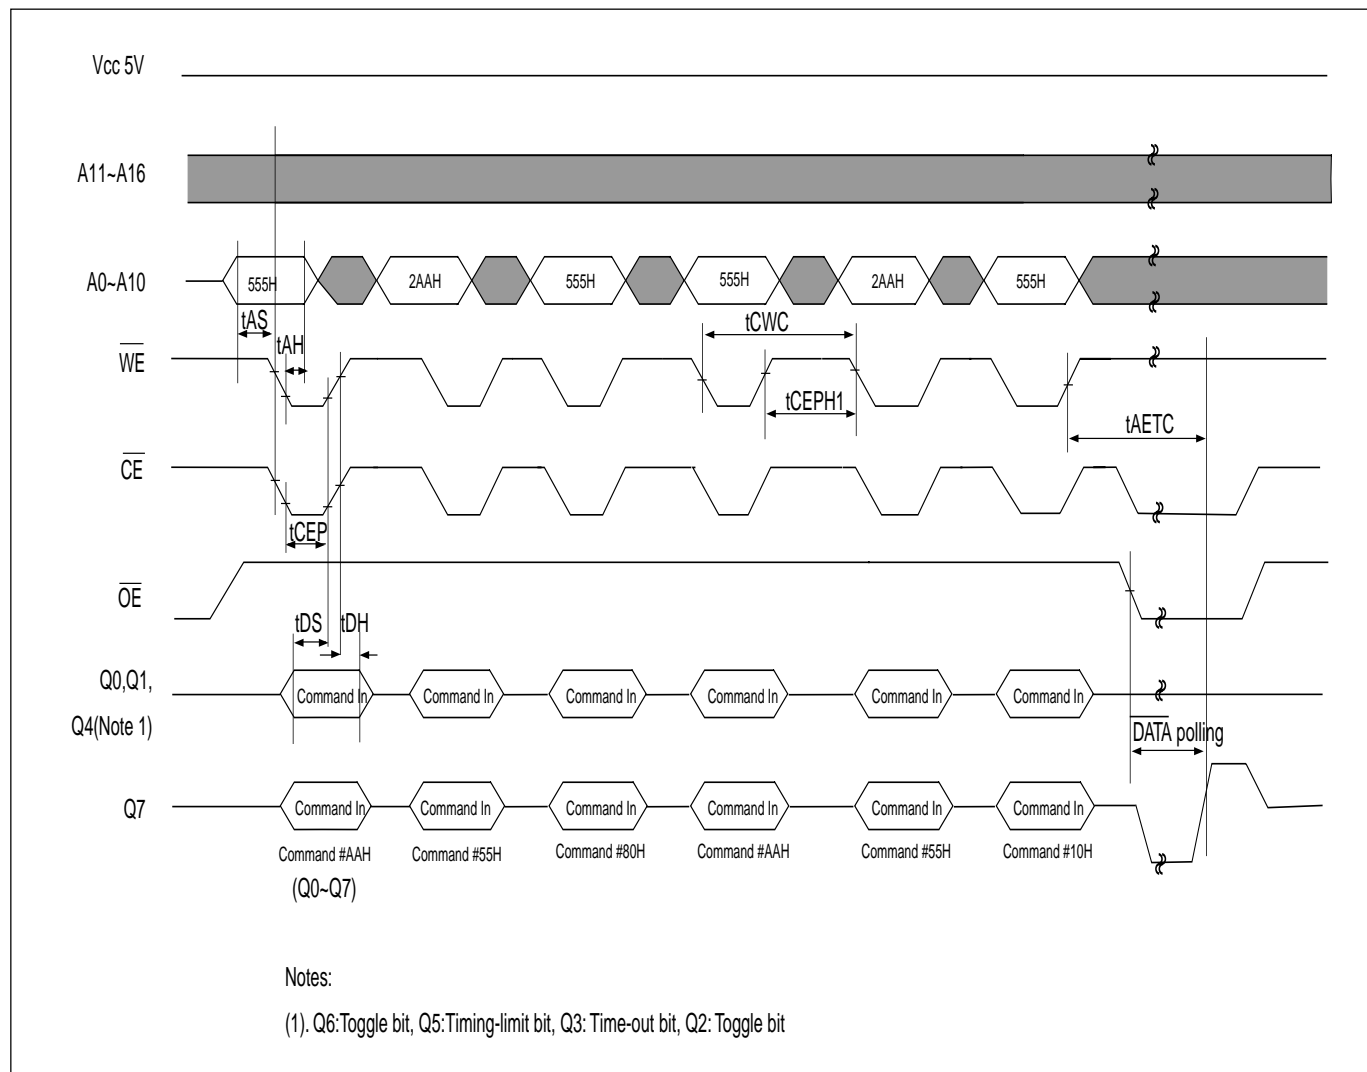 Vcc 5V
A11~A16
A0~A10
555H
2AAH
555H
555H
2AAH
555H
tAS
tCWC
tAH
WE
tCEPH1
tAETC
CE
tCEP
OE
tDS
tDH
Q0,Q1,
Q4(Note 1)
Command In
Command In
Command In
Command In
Command In
Command In
DATA polling
Q7
Command In
Command In
Command In
Command In
Command In
Command In
Command #AAH
Command #55H
Command #80H
Command #AAH
Command #55H
Command #10H
(Q0~Q7)
Notes:
(1). Q6:Toggle bit, Q5:Timing-limit bit, Q3: Time-out bit, Q2: Toggle bit